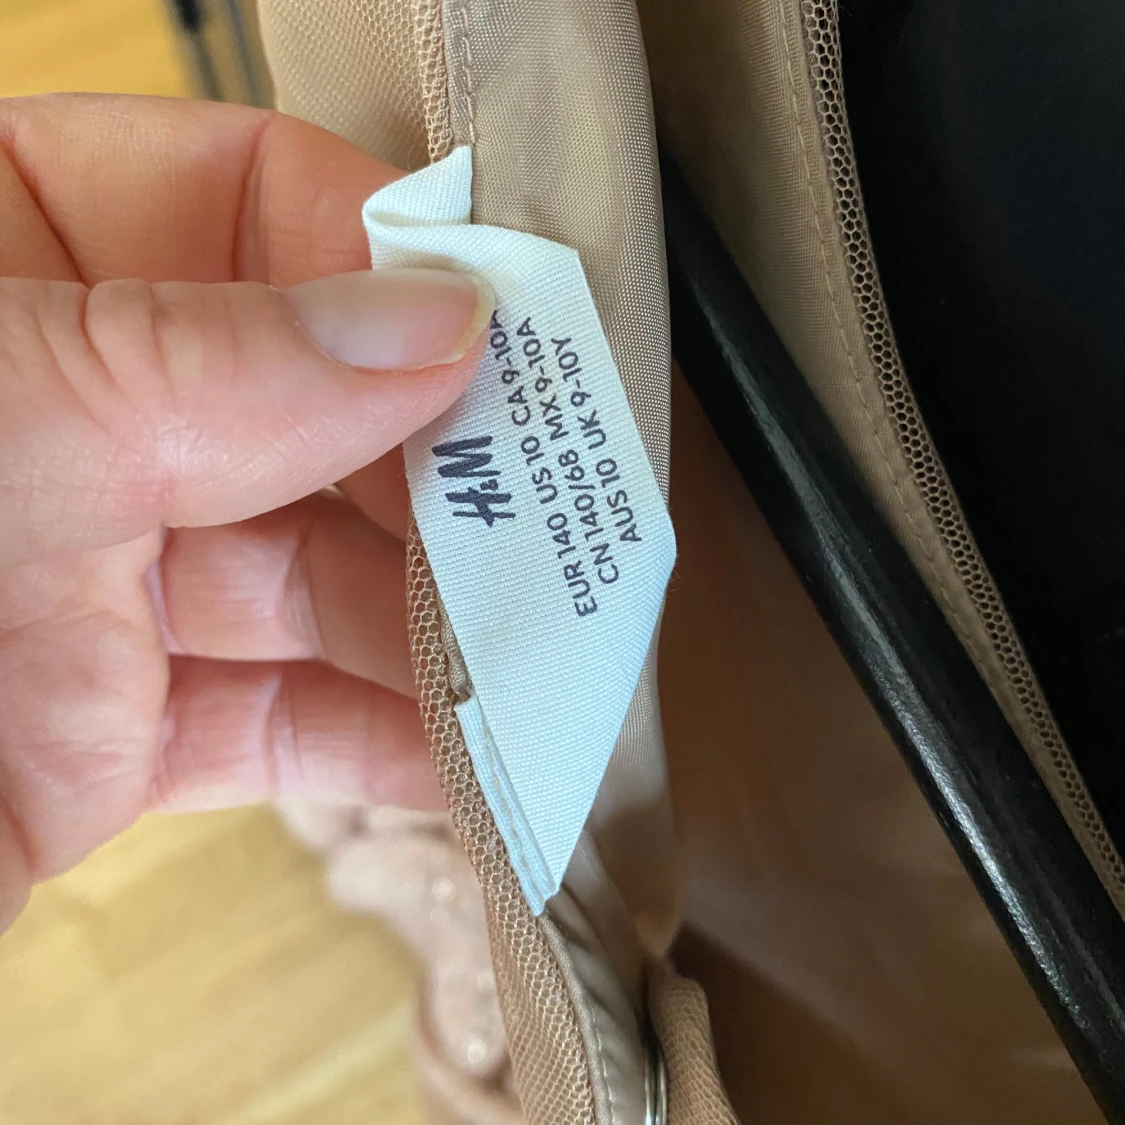 H&M
EUR 140 US 10 CA 9-10A
CN 140/68 MX 9-10A
AUS 10 UK 9-10Y